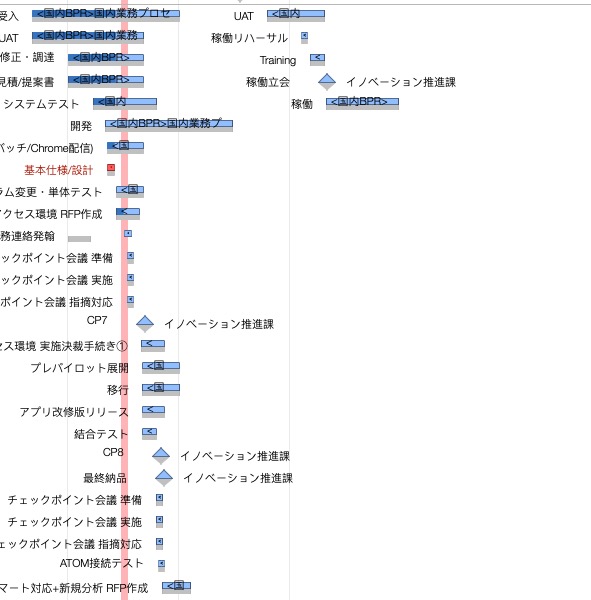 受入 <国内BPR>国内業務プロセ UAT <国内
UAT <国内BPR>国内業務 稼働リハーサル <
修正・調達 <国内BPR> Training <
見積/提案書 <国内BPR> 稼働立会 イノベーション推進課
システムテスト <国内 稼働 <国内BPR>
開発 <国内BPR>国内業務プ
パッチ/Chrome配信) <国
基本仕様/設計
ラム変更・単体テスト <国
アクセス環境 RFP作成 <
務連絡発翰 <
ックポイント会議 準備 <
ックポイント会議 実施 <
ポイント会議 指摘対応 <
CP7 イノベーション推進課
セス環境 実施決裁手続き① <
プレパイロット展開 <国
移行 <国
アプリ改修版リリース <
結合テスト <
CP8 イノベーション推進課
最終納品 イノベーション推進課
チェックポイント会議 準備 <
チェックポイント会議 実施 <
ェックポイント会議 指摘対応 <
ATOM接続テスト <
マート対応+新規分析 RFP作成 <国